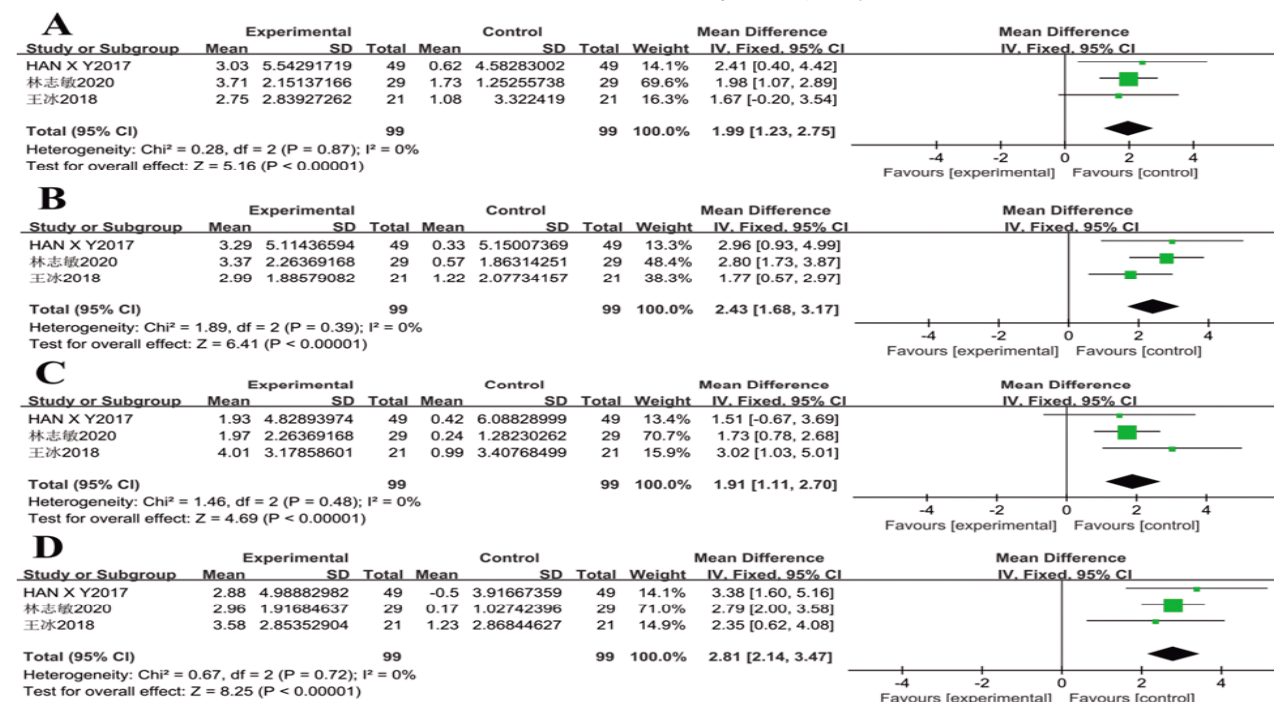 A
Experimental Control Mean Difference Mean Difference
Study or Subgroup Mean SD Total Mean SD Total Weight IV, Fixed, 95% CI IV, Fixed, 95% CI
HAN X Y2017 3.03 5.54291719 49 0.62 4.58283002 49 14.1% 2.41 [0.40, 4.42]
林志敏2020 3.71 2.15137166 29 1.73 1.25255738 29 69.6% 1.98 [1.07, 2.89]
王冰2018 2.75 2.83927262 21 1.08 3.322419 21 16.3% 1.67 [-0.20, 3.54]
Total (95% CI) 99 99 100.0% 1.99 [1.23, 2.75]
Heterogeneity: Chi² = 0.28, df = 2 (P = 0.87); I² = 0%
Test for overall effect: Z = 5.16 (P < 0.00001)
-4 -2 0 2 4
Favours [experimental] Favours [control]
B
Experimental Control Mean Difference Mean Difference
Study or Subgroup Mean SD Total Mean SD Total Weight IV, Fixed, 95% CI IV, Fixed, 95% CI
HAN X Y2017 3.29 5.11436594 49 0.33 5.15007369 49 13.3% 2.96 [0.93, 4.99]
林志敏2020 3.37 2.26369168 29 0.57 1.86314251 29 48.4% 2.80 [1.73, 3.87]
王冰2018 2.99 1.88579082 21 1.22 2.07734157 21 38.3% 1.77 [0.57, 2.97]
Total (95% CI) 99 99 100.0% 2.43 [1.68, 3.17]
Heterogeneity: Chi² = 1.89, df = 2 (P = 0.39); I² = 0%
Test for overall effect: Z = 6.41 (P < 0.00001)
-4 -2 0 2 4
Favours [experimental] Favours [control]
C
Experimental Control Mean Difference Mean Difference
Study or Subgroup Mean SD Total Mean SD Total Weight IV, Fixed, 95% CI IV, Fixed, 95% CI
HAN X Y2017 1.93 4.82893974 49 0.42 6.08828999 49 13.4% 1.51 [-0.67, 3.69]
林志敏2020 1.97 2.26369168 29 0.24 1.28230262 29 70.7% 1.73 [0.78, 2.68]
王冰2018 4.01 3.17858601 21 0.99 3.40768499 21 15.9% 3.02 [1.03, 5.01]
Total (95% CI) 99 99 100.0% 1.91 [1.11, 2.70]
Heterogeneity: Chi² = 1.46, df = 2 (P = 0.48); I² = 0%
Test for overall effect: Z = 4.69 (P < 0.00001)
-4 -2 0 2 4
Favours [experimental] Favours [control]
D
Experimental Control Mean Difference Mean Difference
Study or Subgroup Mean SD Total Mean SD Total Weight IV, Fixed, 95% CI IV, Fixed, 95% CI
HAN X Y2017 2.88 4.98882982 49 -0.5 3.91667359 49 14.1% 3.38 [1.60, 5.16]
林志敏2020 2.96 1.91684637 29 0.17 1.02742396 29 71.0% 2.79 [2.00, 3.58]
王冰2018 3.58 2.85352904 21 1.23 2.86844627 21 14.9% 2.35 [0.62, 4.08]
Total (95% CI) 99 99 100.0% 2.81 [2.14, 3.47]
Heterogeneity: Chi² = 0.67, df = 2 (P = 0.72); I² = 0%
Test for overall effect: Z = 8.25 (P < 0.00001)
-4 -2 0 2 4
Favours [experimental] Favours [control]